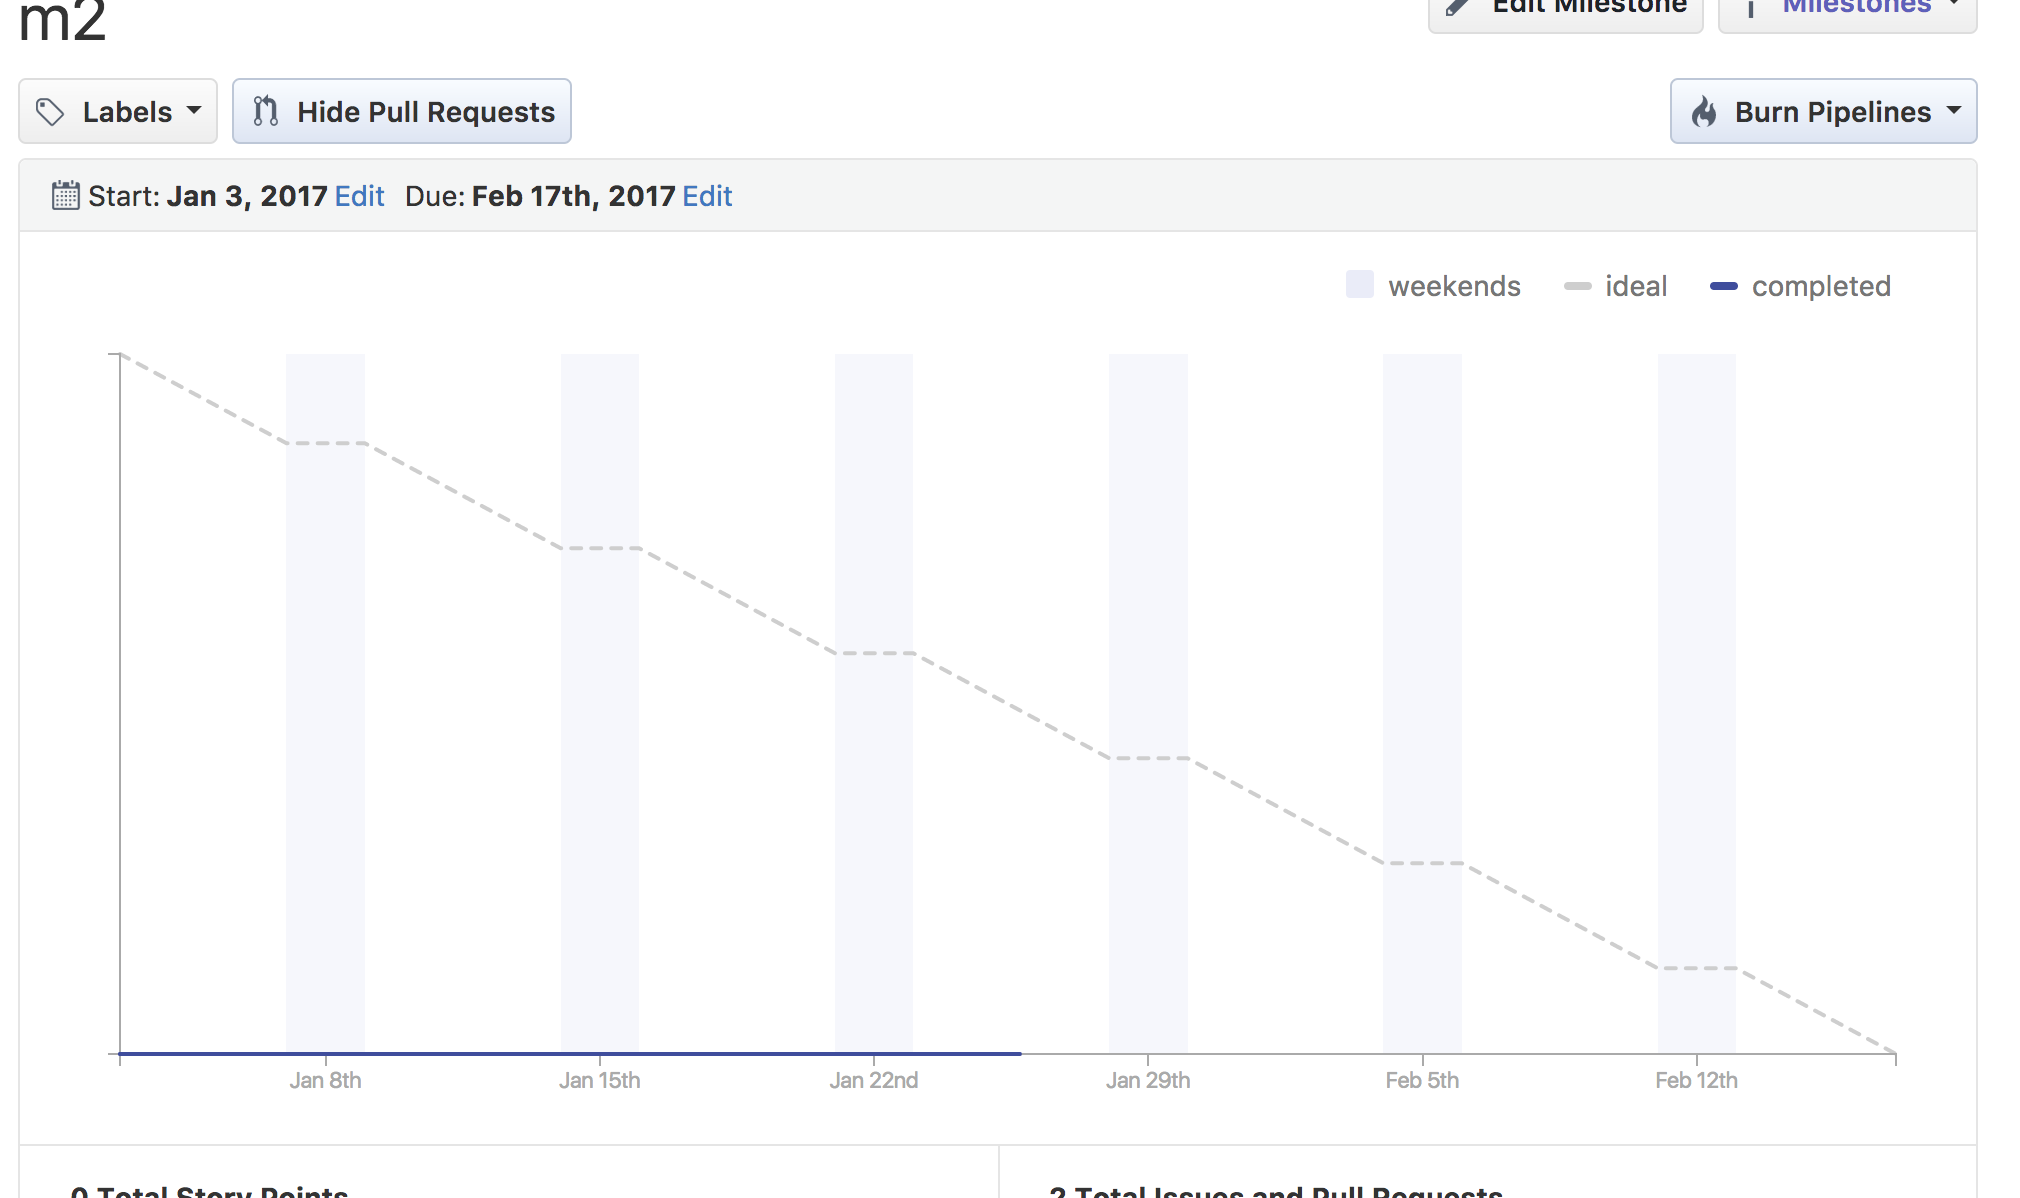 m2
Edit Milestone
Milestones
Labels
Hide Pull Requests
Burn Pipelines
Start: Jan 3, 2017 Edit Due: Feb 17th, 2017 Edit
weekends ideal completed
Jan 8th Jan 15th Jan 22nd Jan 29th Feb 5th Feb 12th
0 Total Story Points
2 Total Issues and Pull Requests